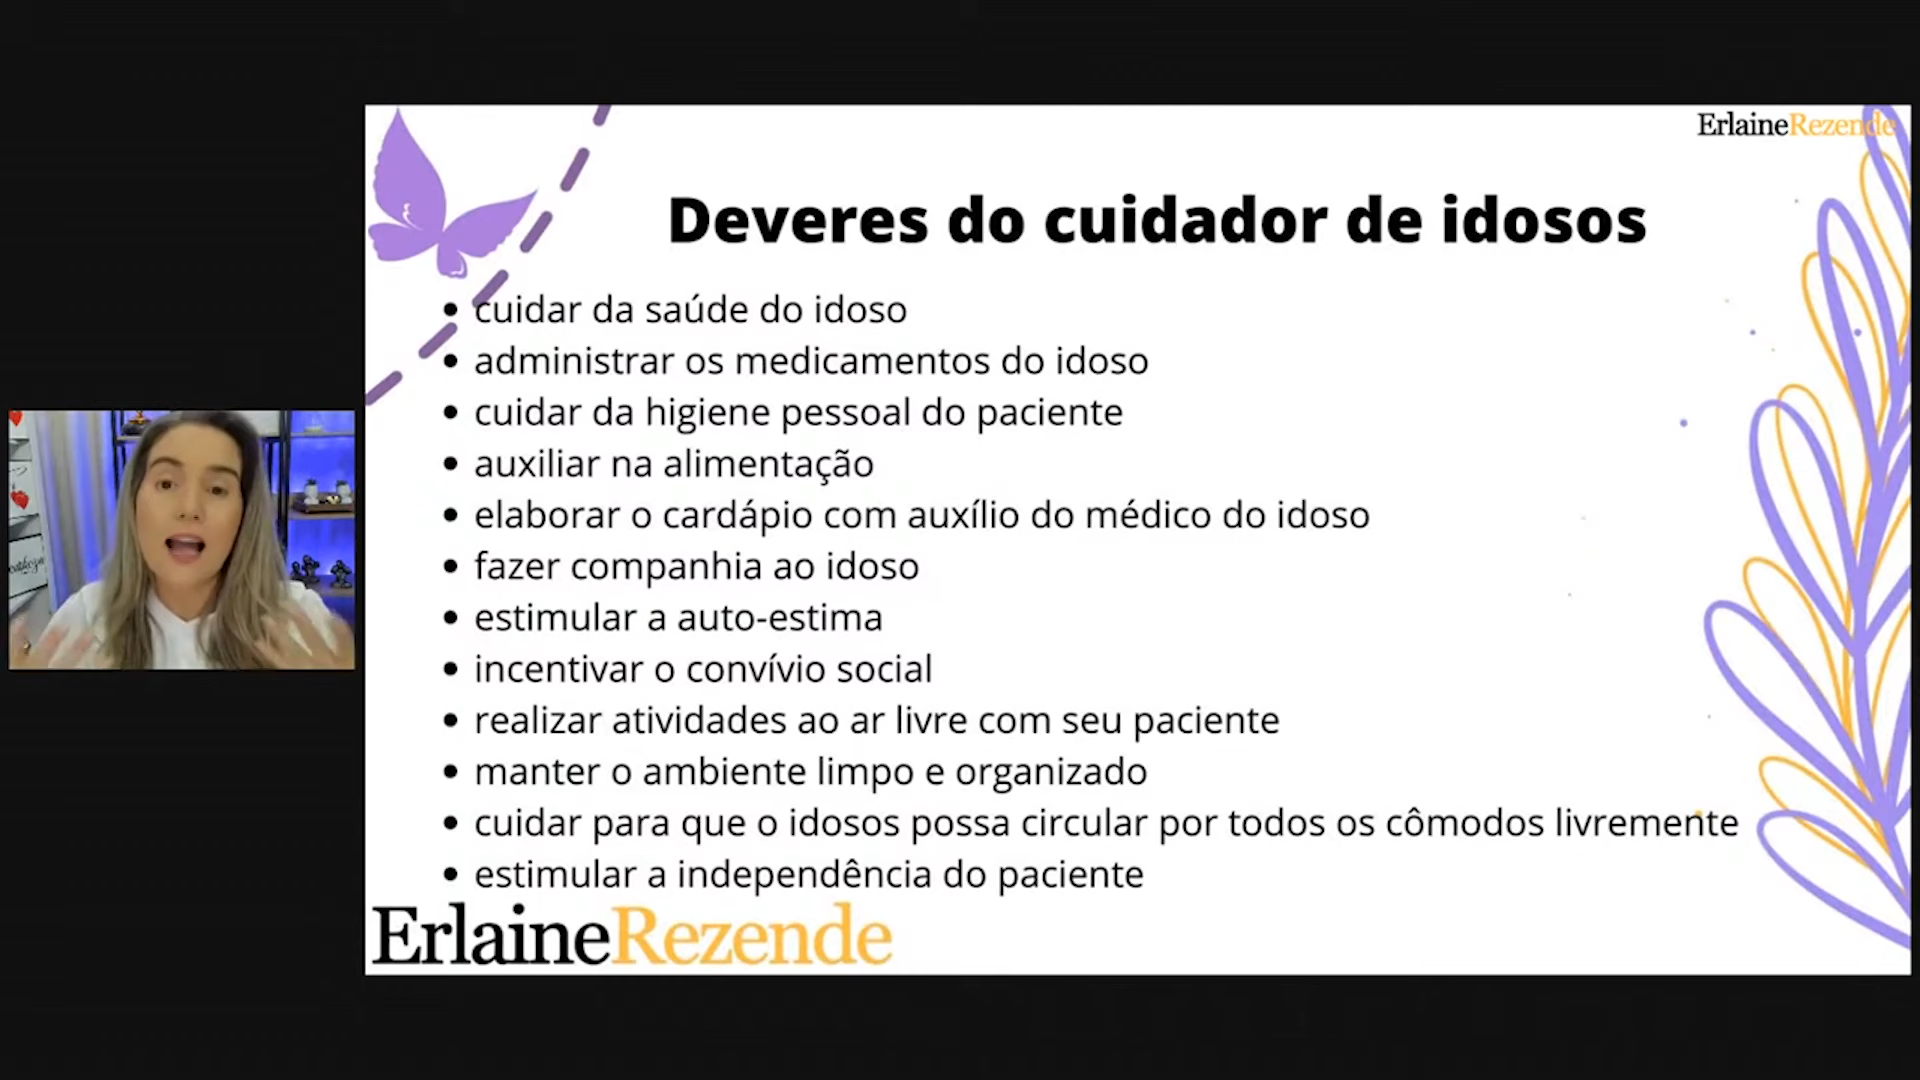 ErlaineRezende
Deveres do cuidador de idosos
• cuidar da saúde do idoso
• administrar os medicamentos do idoso
• cuidar da higiene pessoal do paciente
• auxiliar na alimentação
• elaborar o cardápio com auxílio do médico do idoso
• fazer companhia ao idoso
• estimular a auto-estima
• incentivar o convívio social
• realizar atividades ao ar livre com seu paciente
• manter o ambiente limpo e organizado
• cuidar para que o idosos possa circular por todos os cômodos livremente
• estimular a independência do paciente
ErlaineRezende